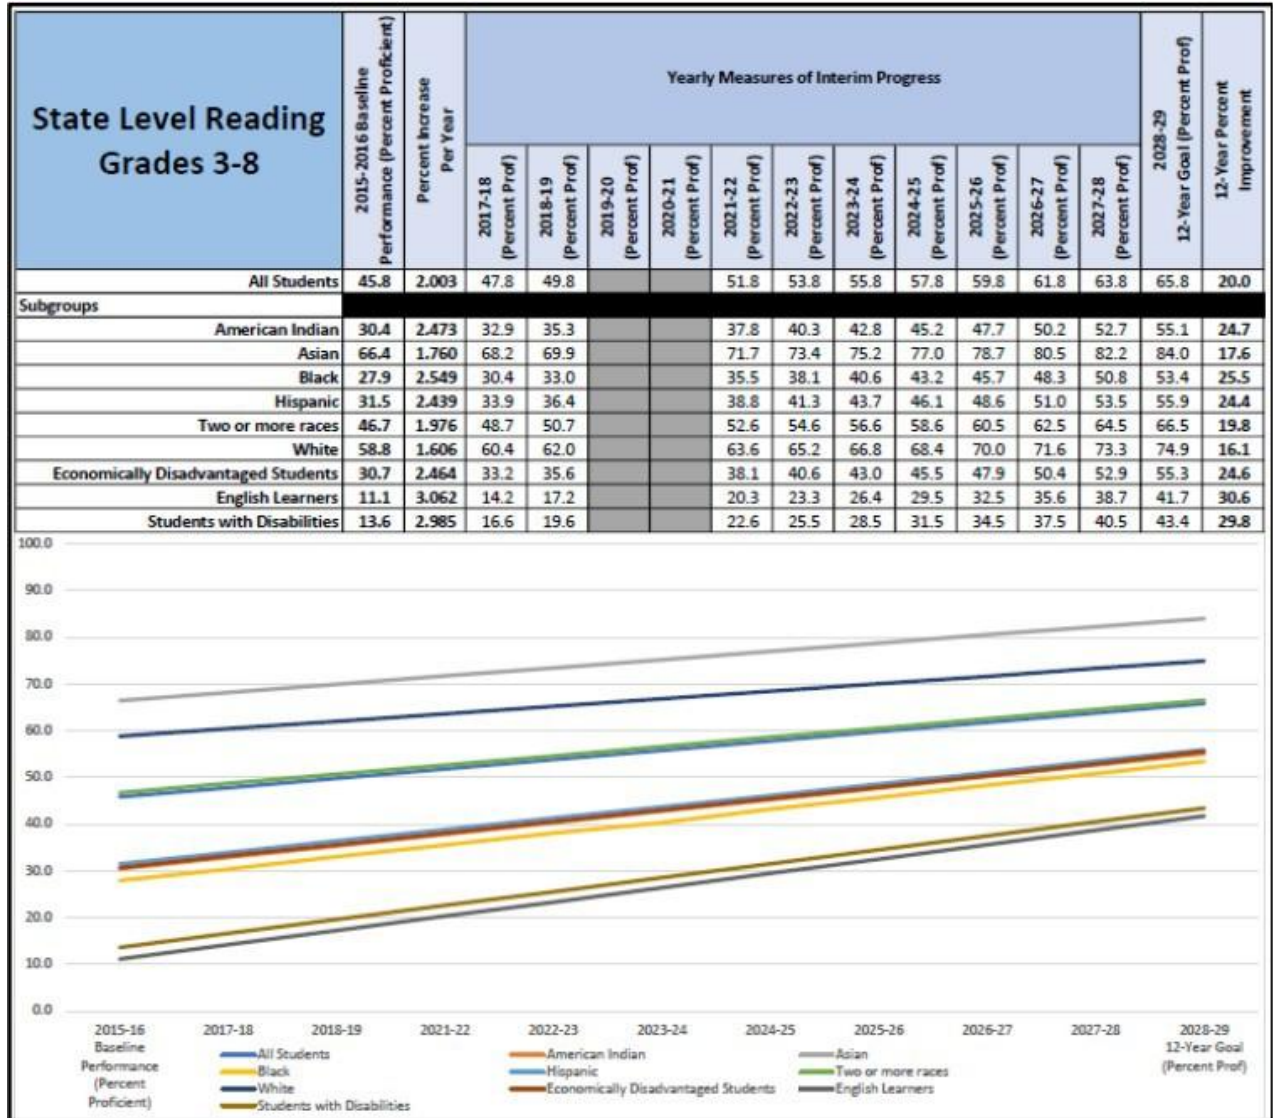 State Level Reading
Grades 3-8
2015-2016 Baseline
Performance (Percent Proficient)
Percent Increase
Per Year
Yearly Measures of Interim Progress
2017-18
(Percent Prof)
2018-19
(Percent Prof)
2019-20
(Percent Prof)
2020-21
(Percent Prof)
2021-22
(Percent Prof)
2022-23
(Percent Prof)
2023-24
(Percent Prof)
2024-25
(Percent Prof)
2025-26
(Percent Prof)
2026-27
(Percent Prof)
2027-28
(Percent Prof)
2028-29
12-Year Goal (Percent Prof)
12-Year Percent
Improvement
All Students 45.8 2.003 47.8 49.8 51.8 53.8 55.8 57.8 59.8 61.8 63.8 65.8 20.0
Subgroups
American Indian 30.4 2.473 32.9 35.3 37.8 40.3 42.8 45.2 47.7 50.2 52.7 55.1 24.7
Asian 66.4 1.760 68.2 69.9 71.7 73.4 75.2 77.0 78.7 80.5 82.2 84.0 17.6
Black 27.9 2.549 30.4 33.0 35.5 38.1 40.6 43.2 45.7 48.3 50.8 53.4 25.5
Hispanic 31.5 2.439 33.9 36.4 38.8 41.3 43.7 46.1 48.6 51.0 53.5 55.9 24.4
Two or more races 46.7 1.976 48.7 50.7 52.6 54.6 56.6 58.6 60.5 62.5 64.5 66.5 19.8
White 58.8 1.606 60.4 62.0 63.6 65.2 66.8 68.4 70.0 71.6 73.3 74.9 16.1
Economically Disadvantaged Students 30.7 2.464 33.2 35.6 38.1 40.6 43.0 45.5 47.9 50.4 52.9 55.3 24.6
English Learners 11.1 3.062 14.2 17.2 20.3 23.3 26.4 29.5 32.5 35.6 38.7 41.7 30.6
Students with Disabilities 13.6 2.985 16.6 19.6 22.6 25.5 28.5 31.5 34.5 37.5 40.5 43.4 29.8
100.0
90.0
80.0
70.0
60.0
50.0
40.0
30.0
20.0
10.0
0.0
2015-16
Baseline
Performance
(Percent
Proficient)
2017-18
2018-19
2021-22
2022-23
2023-24
2024-25
2025-26
2026-27
2027-28
2028-29
12-Year Goal
(Percent Prof)
All Students
American Indian
Asian
Black
Hispanic
Two or more races
White
Economically Disadvantaged Students
English Learners
Students with Disabilities